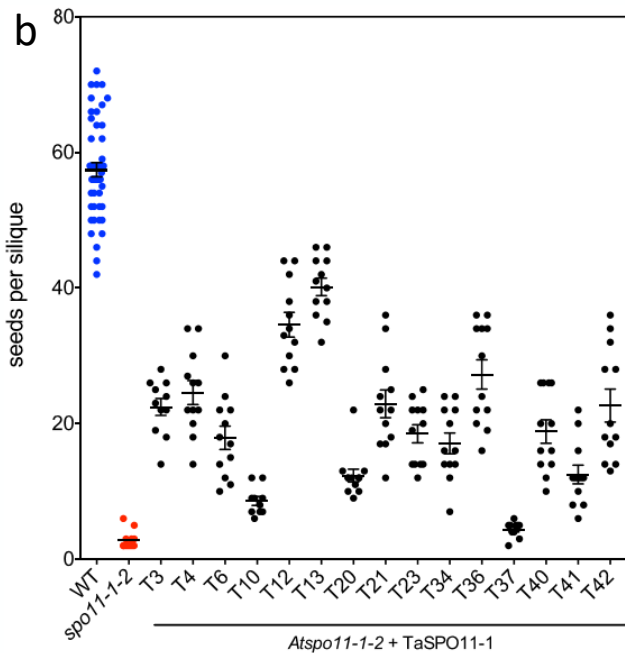 b
80
60
40
20
0
seeds per silique
WT
spo11-1-2
T3
T4
T6
T10
T12
T13
T20
T21
T23
T34
T36
T37
T40
T41
T42
Atspo11-1-2 + TaSPO11-1